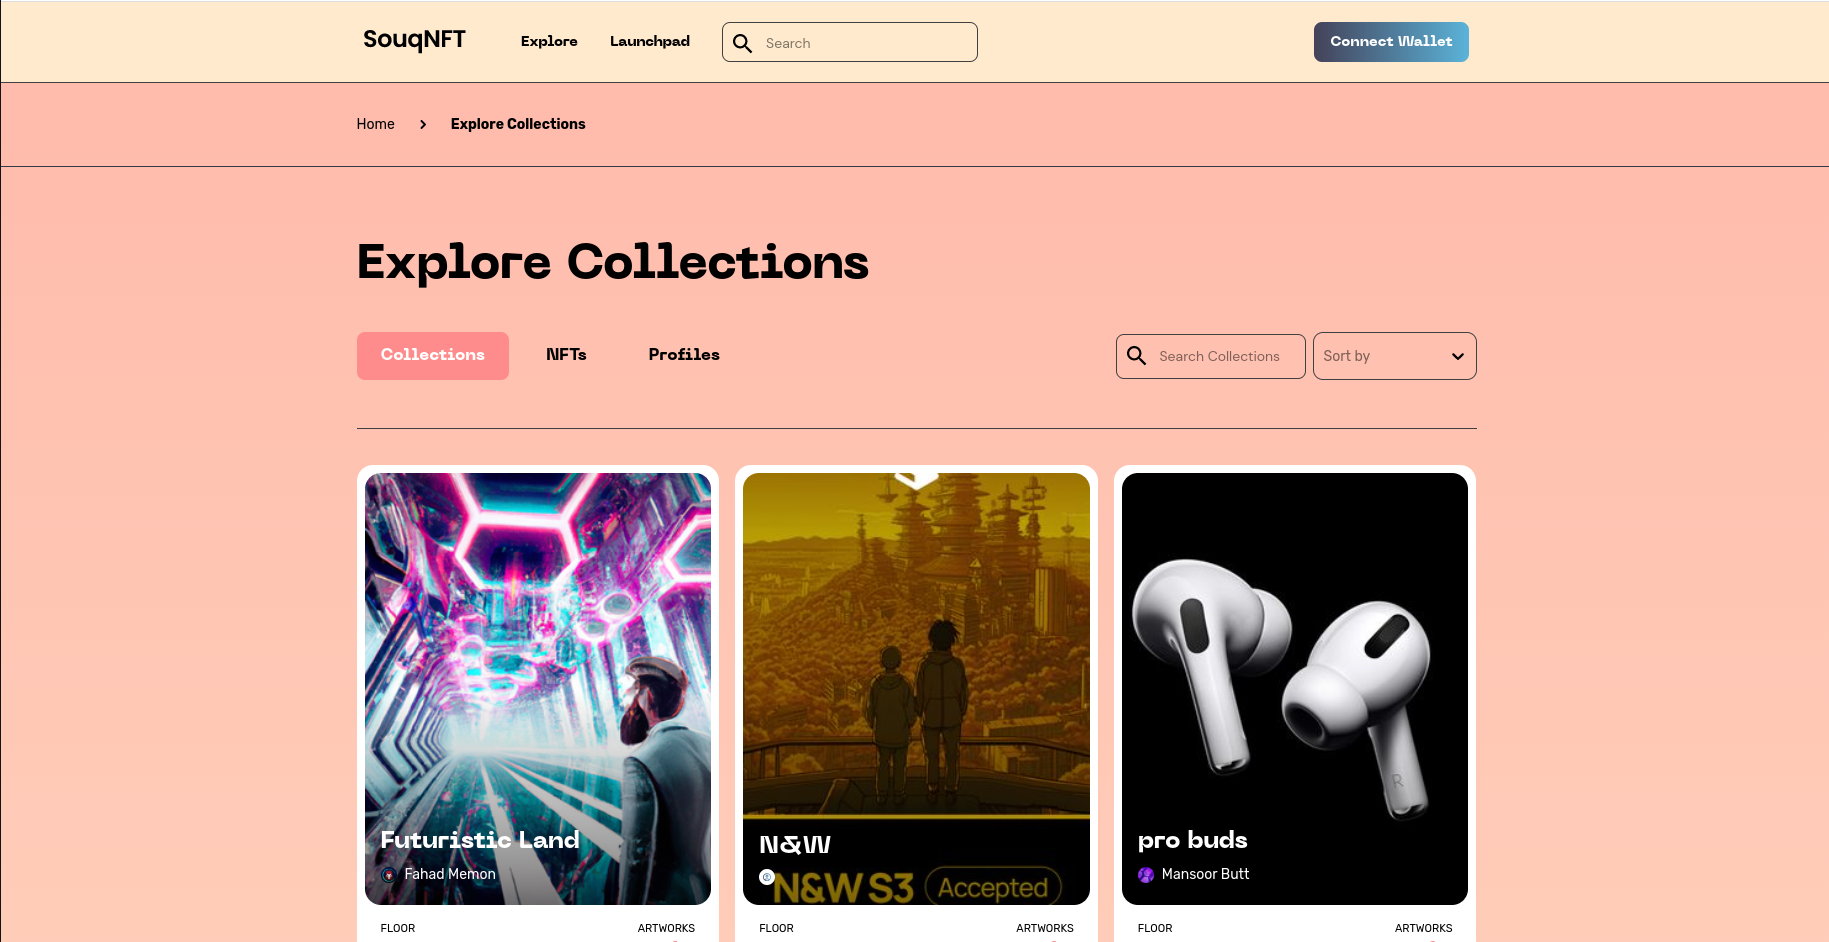 SouqNFT
Explore
Launchpad
Search
Connect Wallet
Home
Explore Collections
Explore Collections
Collections
NFTs
Profiles
Search Collections
Sort by
Futuristic Land
Fahad Memon
N&W
N&W S3
Accepted
R
pro buds
Mansoor Butt
FLOOR
ARTWORKS
FLOOR
ARTWORKS
FLOOR
ARTWORKS